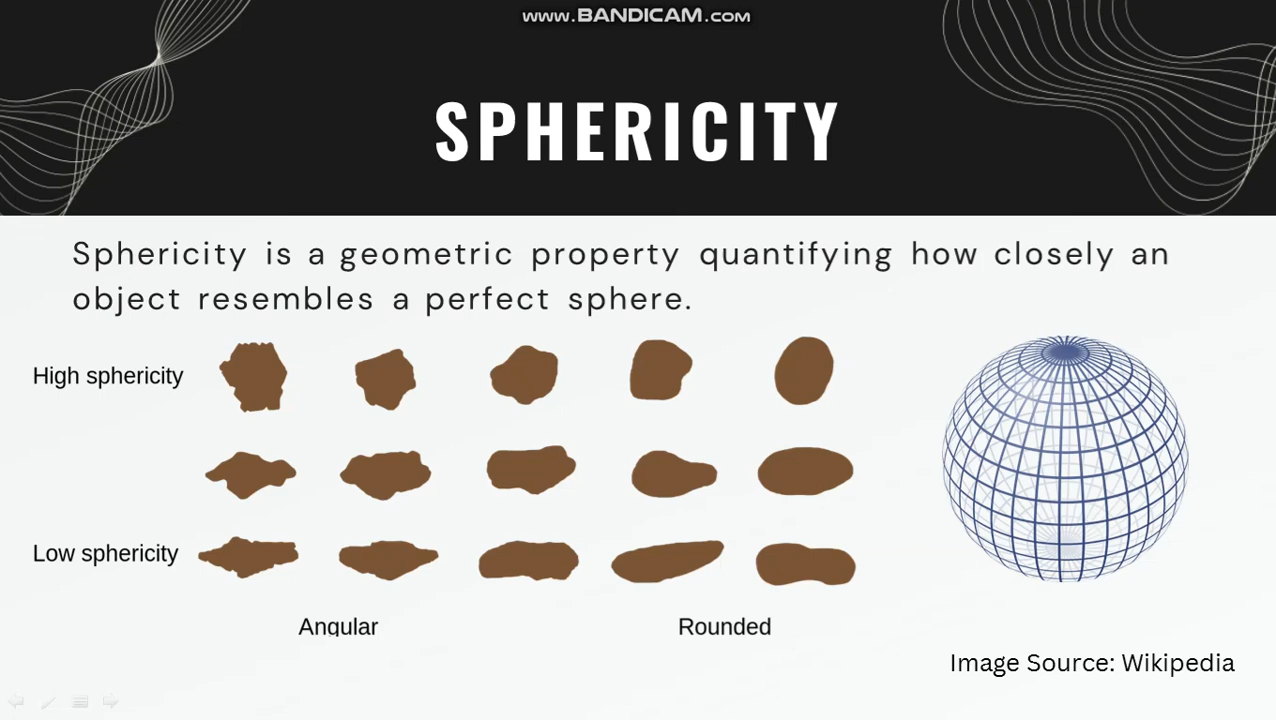 www.BANDICAM.com
SPHERICITY
Sphericity is a geometric property quantifying how closely an
object resembles a perfect sphere.
High sphericity
Low sphericity
Angular
Rounded
Image Source: Wikipedia